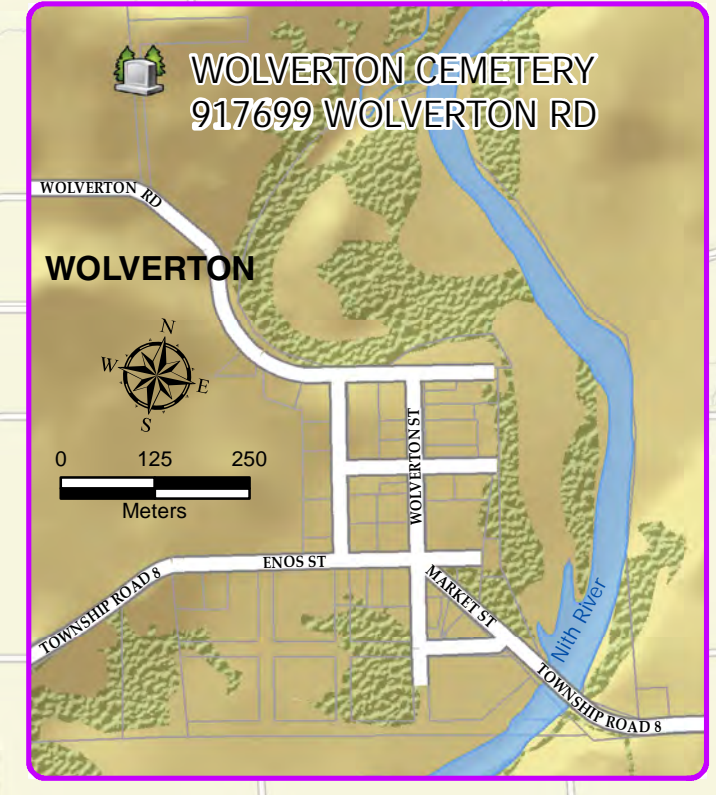 WOLVERTON CEMETERY
917699 WOLVERTON RD
WOLVERTON RD
WOLVERTON
N
W
E
S
0 125 250
Meters
WOLVERTON ST
ENOS ST
TOWNSHIP ROAD 8
MARKET ST
Nith River
TOWNSHIP ROAD 8